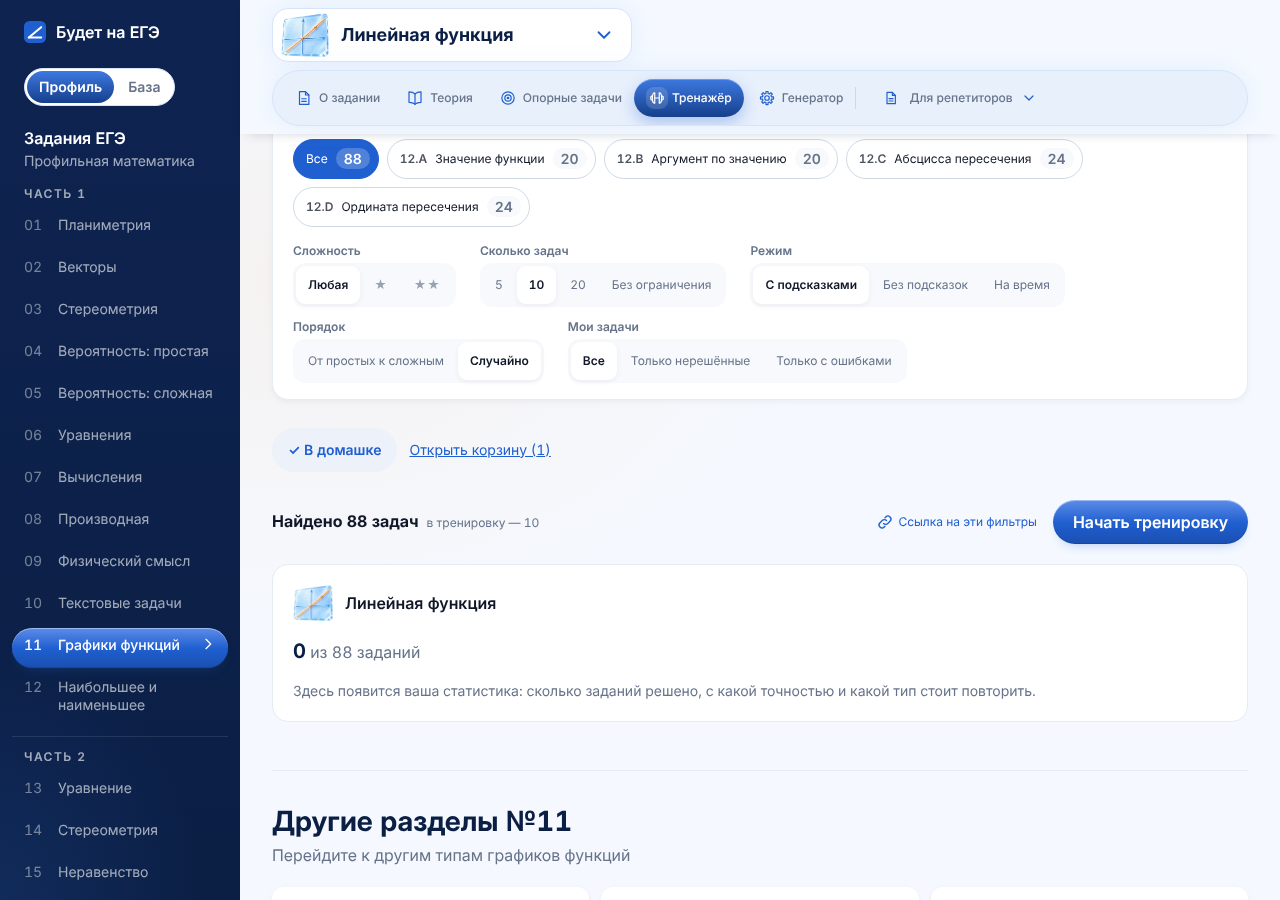 Будет на ЕГЭ
Профиль База
Задания ЕГЭ
Профильная математика
ЧАСТЬ 1
01 Планиметрия
02 Векторы
03 Стереометрия
04 Вероятность: простая
05 Вероятность: сложная
06 Уравнения
07 Вычисления
08 Производная
09 Физический смысл
10 Текстовые задачи
11 Графики функций
12 Наибольшее и
наименьшее
ЧАСТЬ 2
13 Уравнение
14 Стереометрия
15 Неравенство
Линейная функция
О задании Теория Опорные задачи Тренажёр Генератор Для репетиторов
Все 88 12.A Значение функции 20 12.B Аргумент по значению 20 12.C Абсцисса пересечения 24
12.D Ордината пересечения 24
Сложность Сколько задач Режим
Любая ★ ★★ 5 10 20 Без ограничения С подсказками Без подсказок На время
Порядок Мои задачи
От простых к сложным Случайно Все Только нерешённые Только с ошибками
✓ В домашке Открыть корзину (1)
Найдено 88 задач в тренировку — 10 Ссылка на эти фильтры Начать тренировку
Линейная функция
0 из 88 заданий
Здесь появится ваша статистика: сколько заданий решено, с какой точностью и какой тип стоит повторить.
Другие разделы №11
Перейдите к другим типам графиков функций